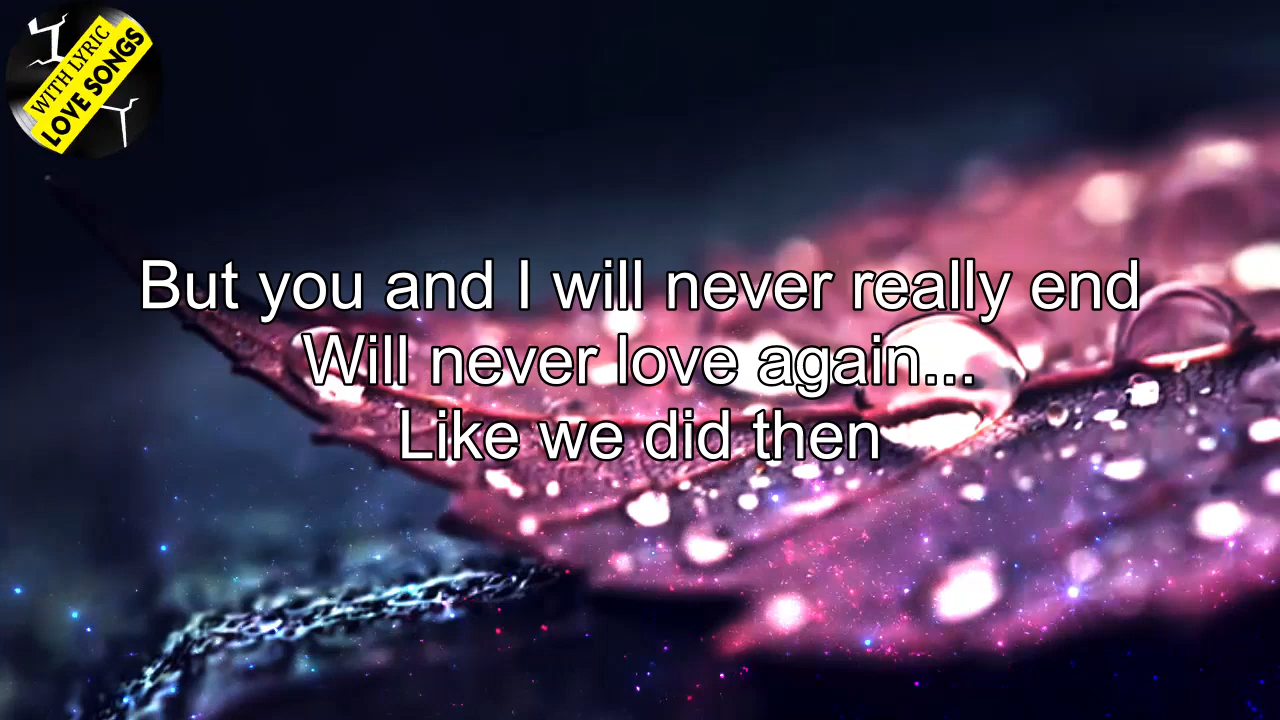 WITH LYRIC
LOVE SONGS
But you and I will never really end
Will never love again...
Like we did then